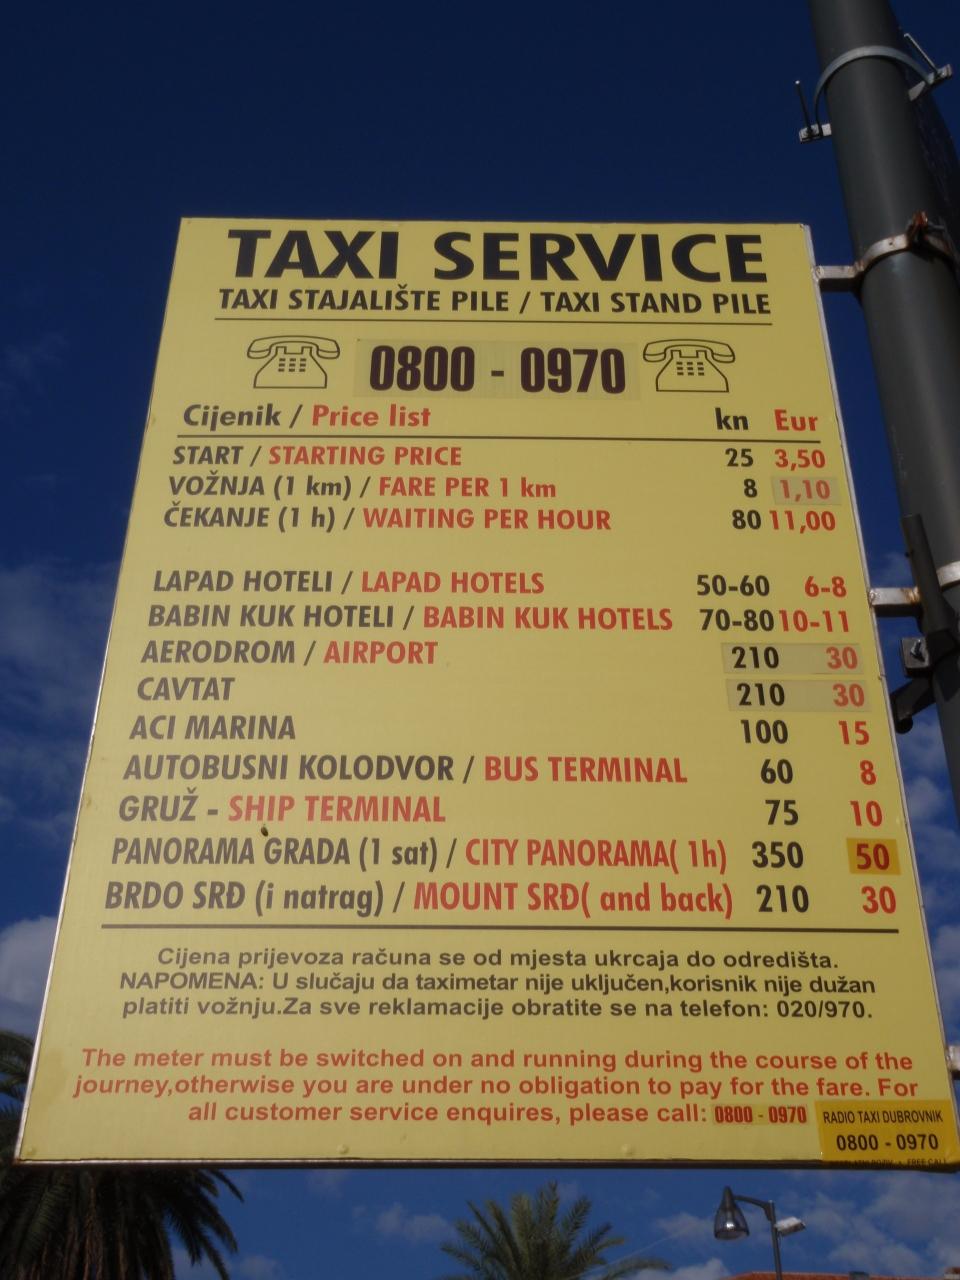 TAXI SERVICE
TAXI STAJALIŠTE PILE / TAXI STAND PILE
0800 - 0970
Cijenik / Price list kn Eur
START / STARTING PRICE 25 3,50
VOŽNJA (1 km) / FARE PER 1 km 8 1,10
ČEKANJE (1 h) / WAITING PER HOUR 80 11,00
LAPAD HOTELI / LAPAD HOTELS 50-60 6-8
BABIN KUK HOTELI / BABIN KUK HOTELS 70-80 10-11
AERODROM / AIRPORT 210 30
CAVTAT 210 30
ACI MARINA 100 15
AUTOBUSNI KOLODVOR / BUS TERMINAL 60 8
GRUŽ - SHIP TERMINAL 75 10
PANORAMA GRADA (1 sat) / CITY PANORAMA( 1h) 350 50
BRDO SRĐ (i natrag) / MOUNT SRĐ( and back) 210 30
Cijena prijevoza računa se od mjesta ukrcaja do odredišta.
NAPOMENA: U slučaju da taximetar nije uključen,korisnik nije dužan
platiti vožnju.Za sve reklamacije obratite se na telefon: 020/970.
The meter must be switched on and running during the course of the
journey,otherwise you are under no obligation to pay for the fare. For
all customer service enquires, please call: 0800 - 0970
RADIO TAXI DUBROVNIK
0800 - 0970
FREE CALL